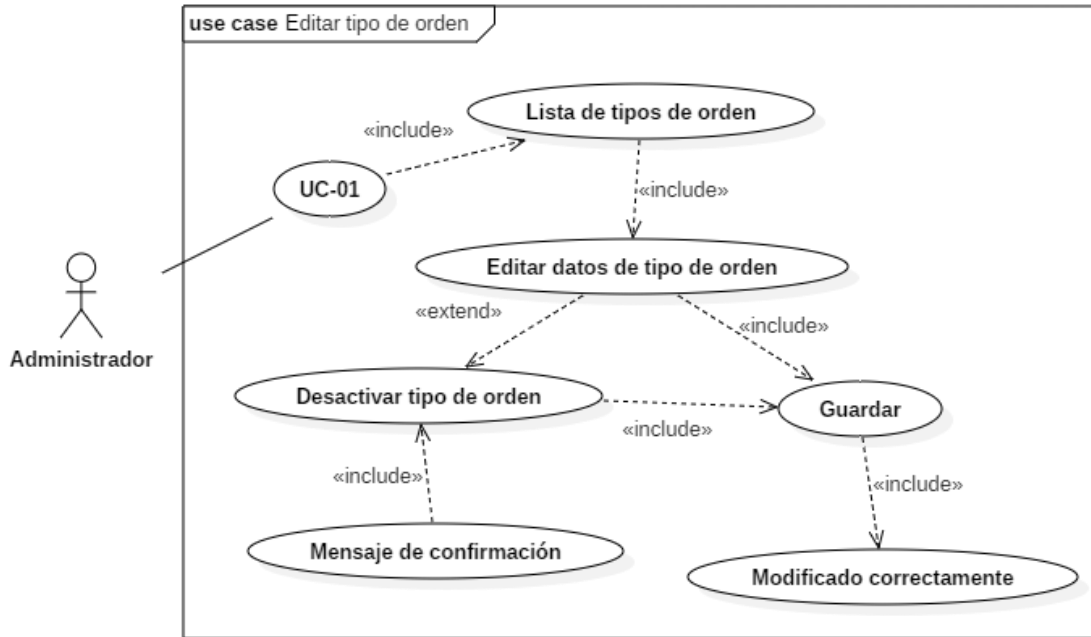 use case Editar tipo de orden
Lista de tipos de orden
«include»
UC-01
«include»
Editar datos de tipo de orden
«extend»
«include»
Administrador
Desactivar tipo de orden
Guardar
«include»
«include»
«include»
Mensaje de confirmación
Modificado correctamente